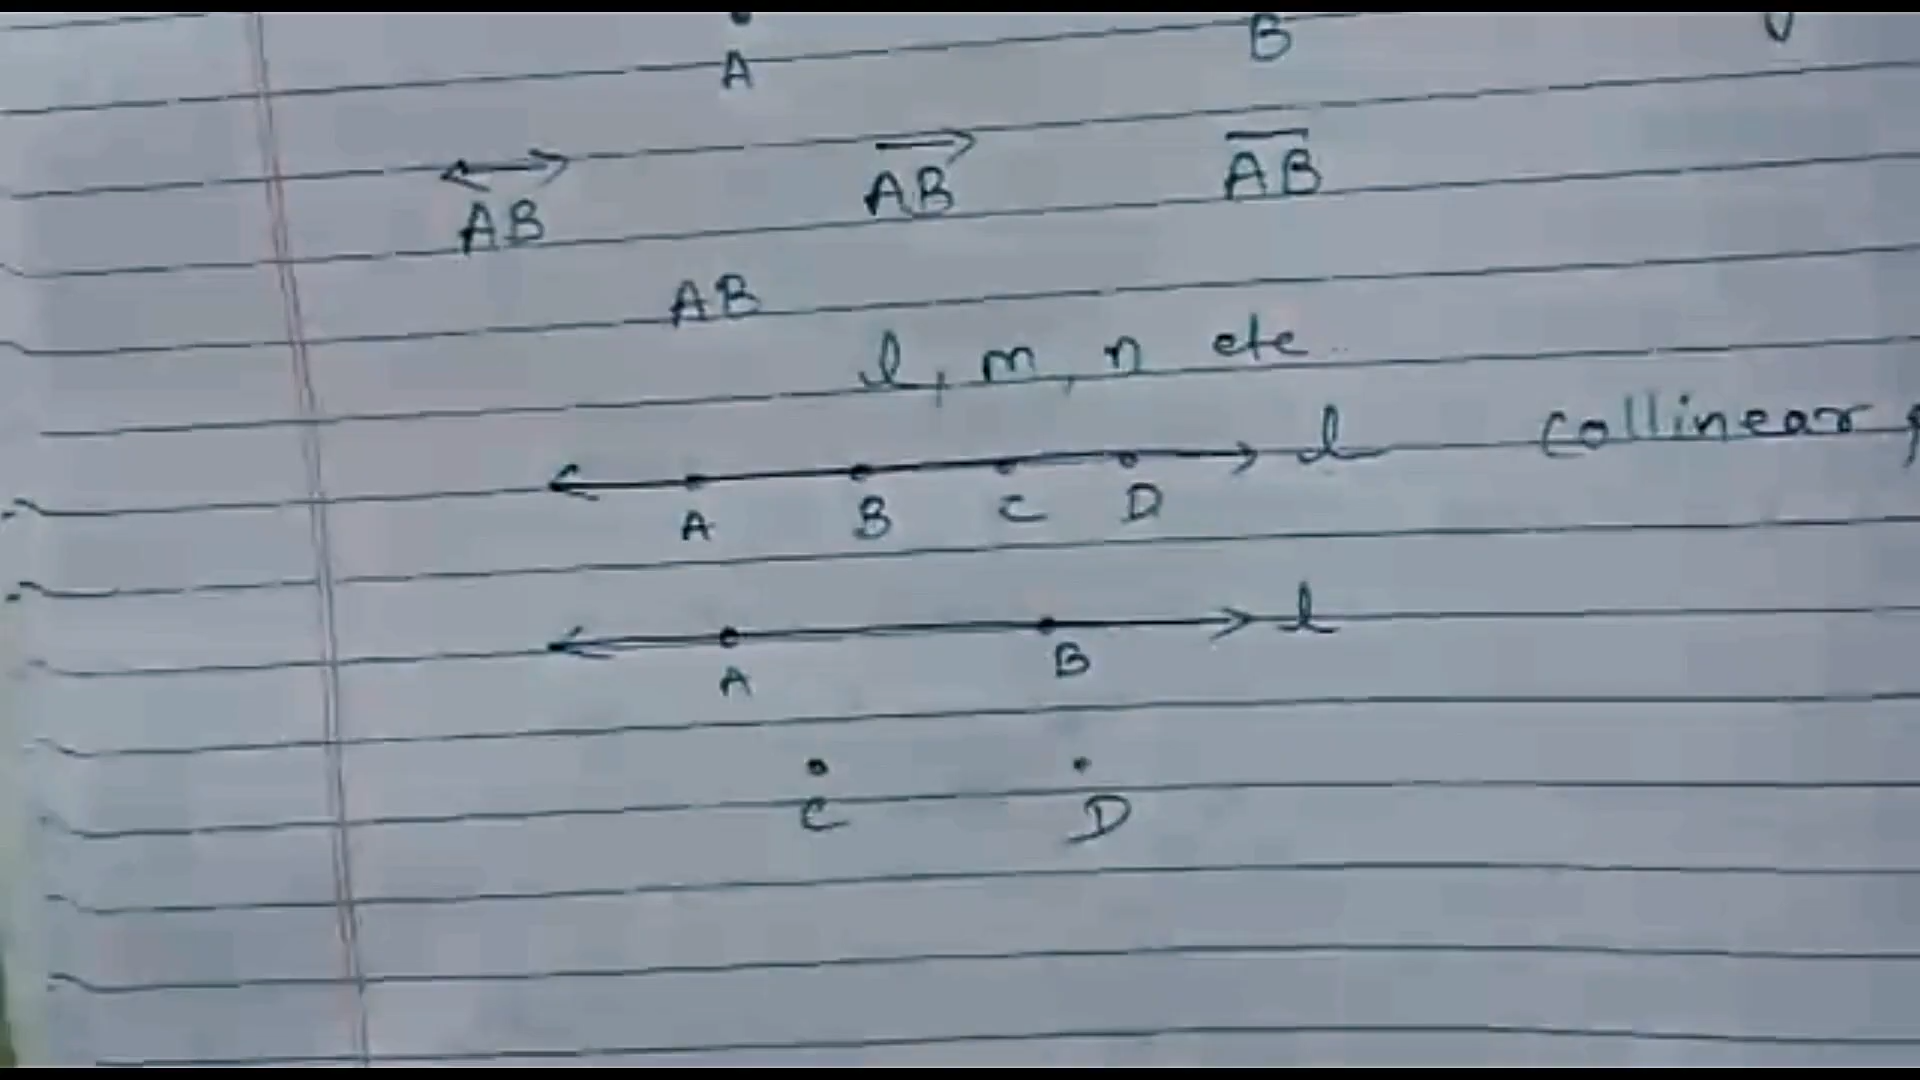 A B
AB AB AB
AB
l, m, n etc
l collinear
A B C D
l
A B
C D